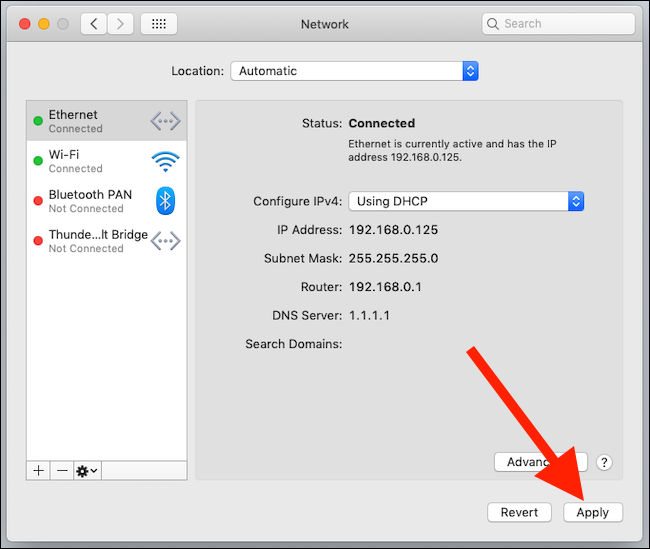 Network
Search
Location: Automatic
Ethernet
Connected
Wi-Fi
Connected
Bluetooth PAN
Not Connected
Thunde...lt Bridge
Not Connected
Status: Connected
Ethernet is currently active and has the IP
address 192.168.0.125.
Configure IPv4: Using DHCP
IP Address: 192.168.0.125
Subnet Mask: 255.255.255.0
Router: 192.168.0.1
DNS Server: 1.1.1.1
Search Domains:
?
Revert Apply